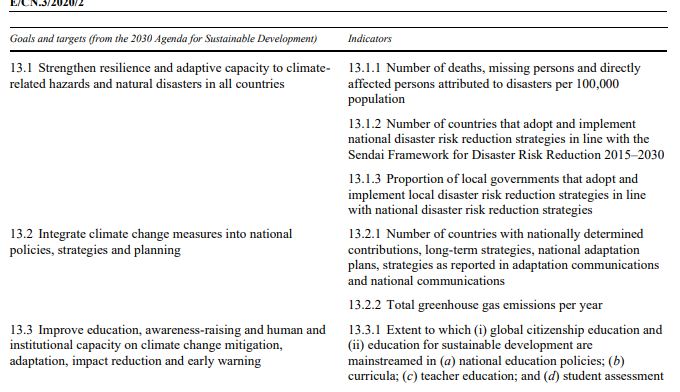 E/CN.3/2020/2
Goals and targets (from the 2030 Agenda for Sustainable Development)
Indicators
13.1 Strengthen resilience and adaptive capacity to climate-
related hazards and natural disasters in all countries
13.1.1 Number of deaths, missing persons and directly
affected persons attributed to disasters per 100,000
population
13.1.2 Number of countries that adopt and implement
national disaster risk reduction strategies in line with the
Sendai Framework for Disaster Risk Reduction 2015–2030
13.1.3 Proportion of local governments that adopt and
implement local disaster risk reduction strategies in line
with national disaster risk reduction strategies
13.2 Integrate climate change measures into national
policies, strategies and planning
13.2.1 Number of countries with nationally determined
contributions, long-term strategies, national adaptation
plans, strategies as reported in adaptation communications
and national communications
13.2.2 Total greenhouse gas emissions per year
13.3 Improve education, awareness-raising and human and
institutional capacity on climate change mitigation,
adaptation, impact reduction and early warning
13.3.1 Extent to which (i) global citizenship education and
(ii) education for sustainable development are
mainstreamed in (a) national education policies; (b)
curricula; (c) teacher education; and (d) student assessment